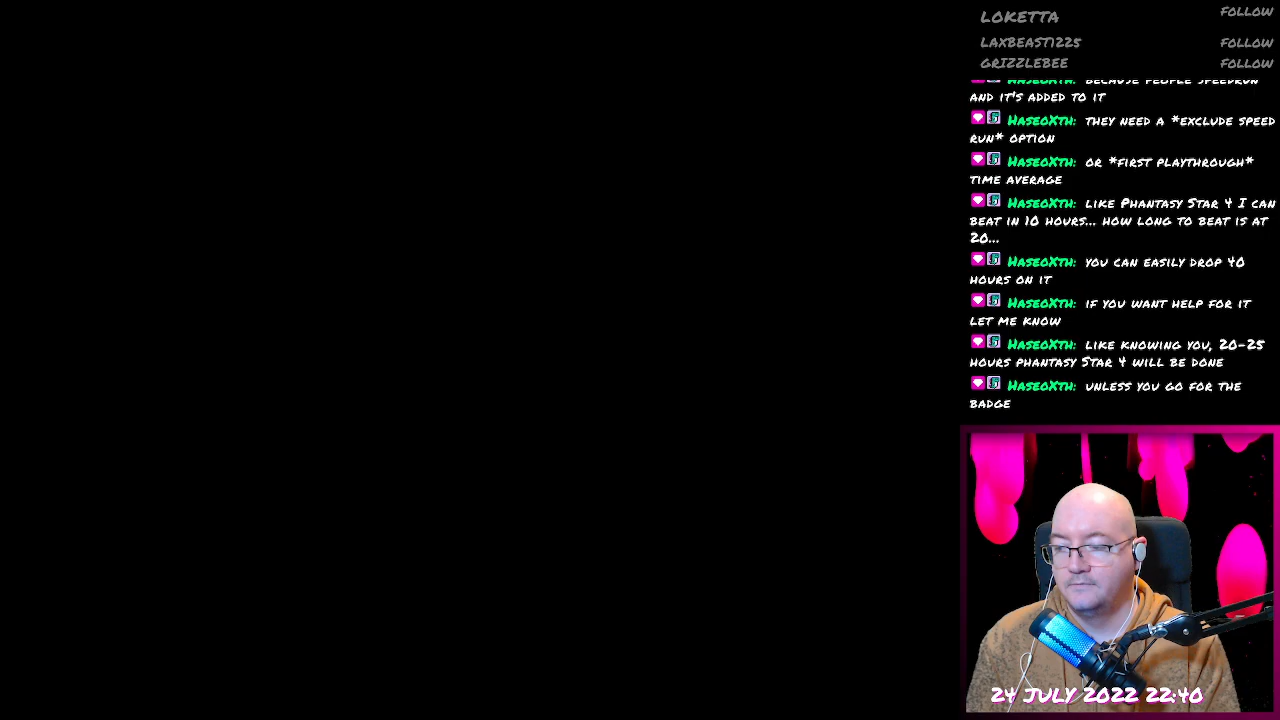 LOKETTA FOLLOW
LAXBEAST1225 FOLLOW
GRIZZLEBEE FOLLOW
HaseoXth: because people speedrun
and it's added to it
HaseoXth: they need a *exclude speed
run* option
HaseoXth: or *first playthrough*
time average
HaseoXth: like Phantasy Star 4 I can
beat in 10 hours... how long to beat is at
20...
HaseoXth: you can easily drop 40
hours on it
HaseoXth: if you want help for it
let me know
HaseoXth: like knowing you, 20-25
hours phantasy Star 4 will be done
HaseoXth: unless you go for the
badge
24 JULY 2022 22:40